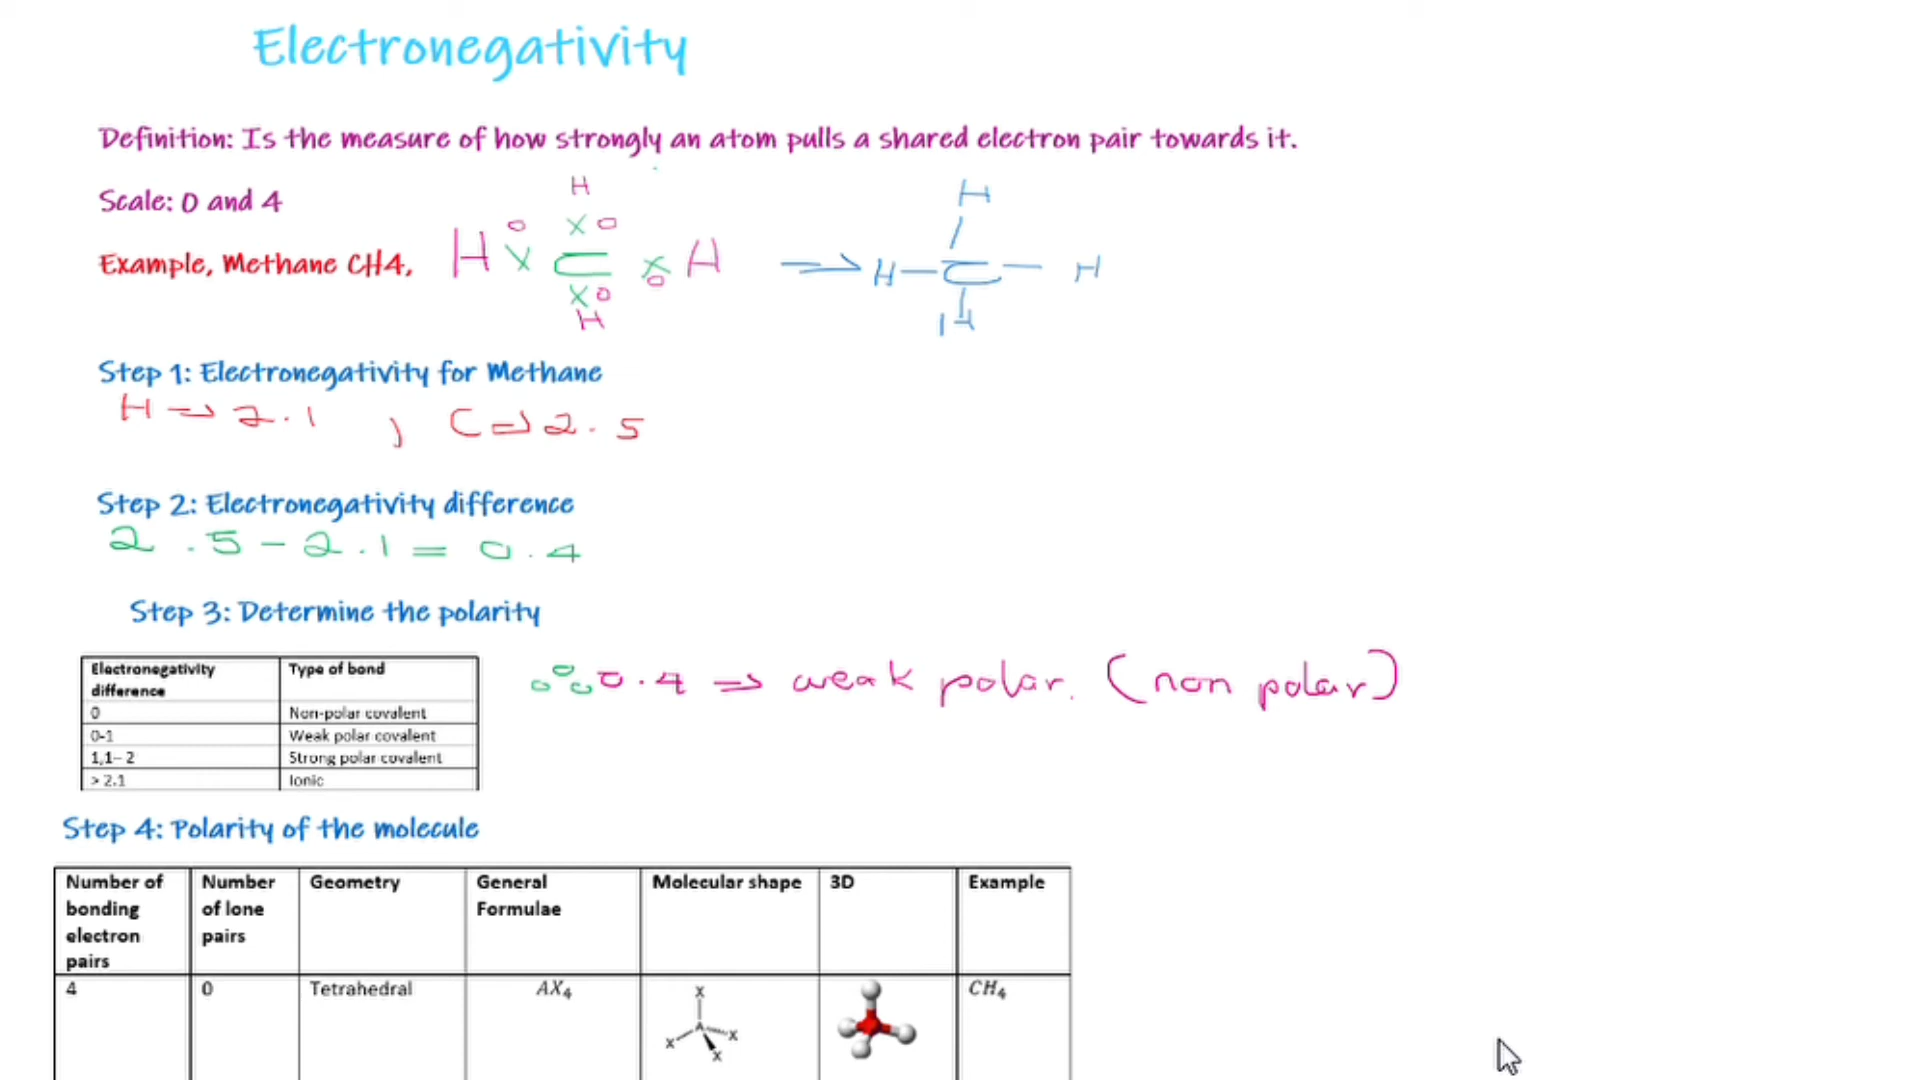 Electronegativity
Definition: Is the measure of how strongly an atom pulls a shared electron pair towards it.
Scale: 0 and 4
Example, Methane CH4,
H
x o
H o x C x o H ⇒ H – C – H
x o
H
H
H
Step 1: Electronegativity for Methane
H ⇒ 2.1 , C ⇒ 2.5
Step 2: Electronegativity difference
2.5 - 2.1 = 0.4
Step 3: Determine the polarity
Electronegativity difference Type of bond
0 Non-polar covalent
0-1 Weak polar covalent
1,1– 2 Strong polar covalent
> 2.1 Ionic
∴ 0.4 ⇒ weak polar. (non polar)
Step 4: Polarity of the molecule
Number of bonding electron pairs Number of lone pairs Geometry General Formulae Molecular shape 3D Example
4 0 Tetrahedral AX₄ CH₄
X
A X
X
X